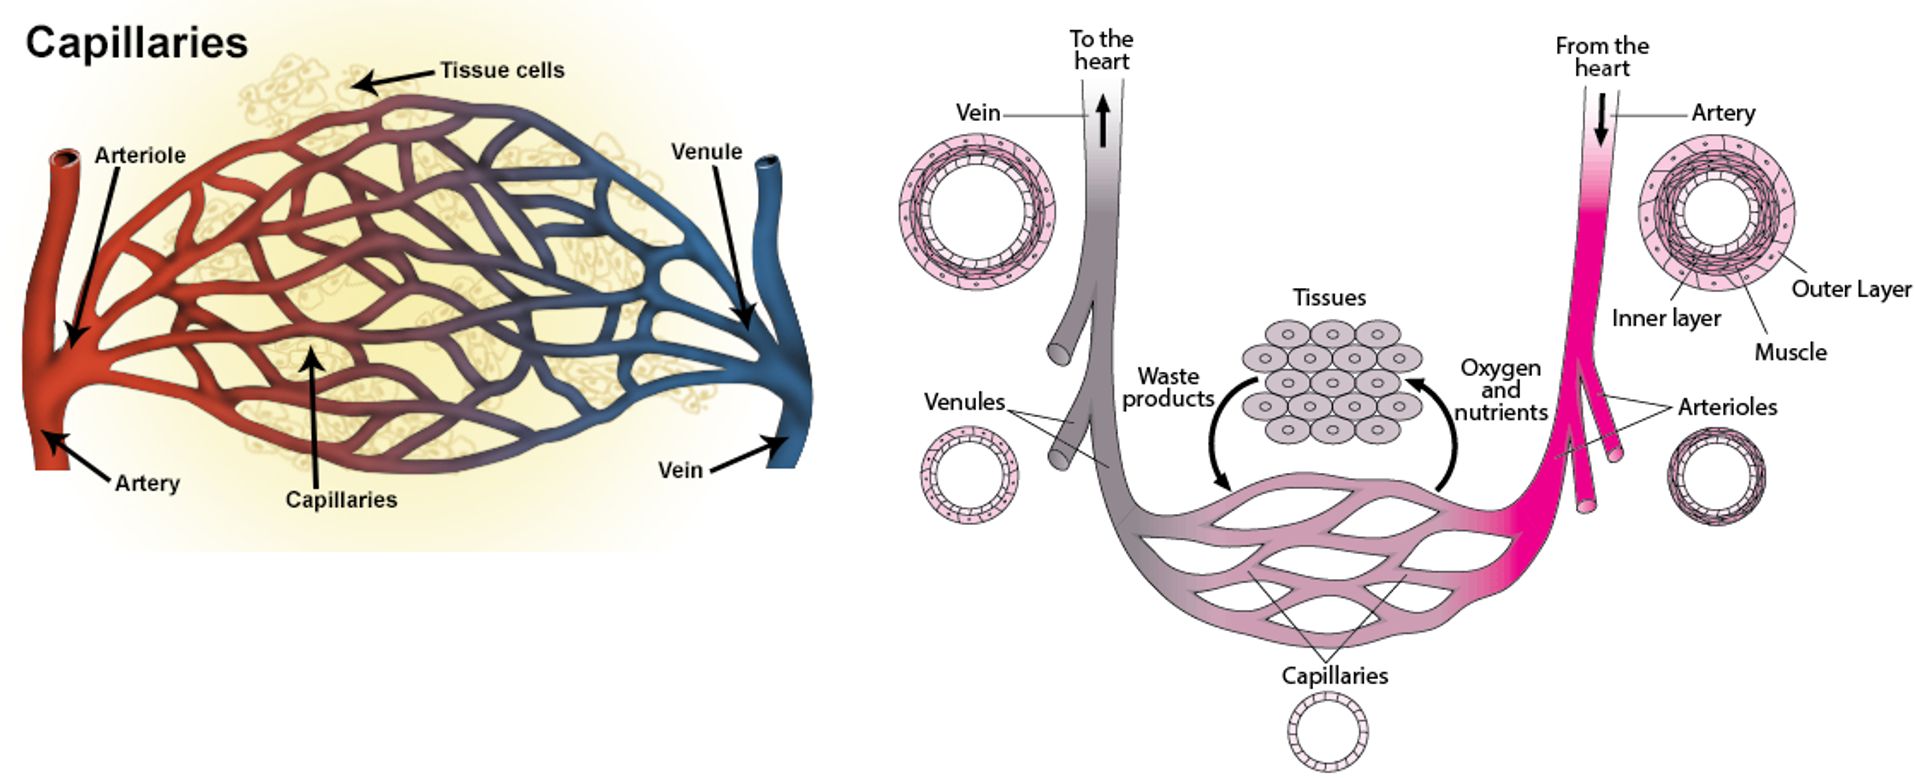 Capillaries
Tissue cells
Arteriole
Venule
Artery
Capillaries
Vein
To the
heart
From the
heart
Vein
Artery
Outer Layer
Inner layer
Muscle
Tissues
Waste
products
Oxygen
and
nutrients
Venules
Arterioles
Capillaries